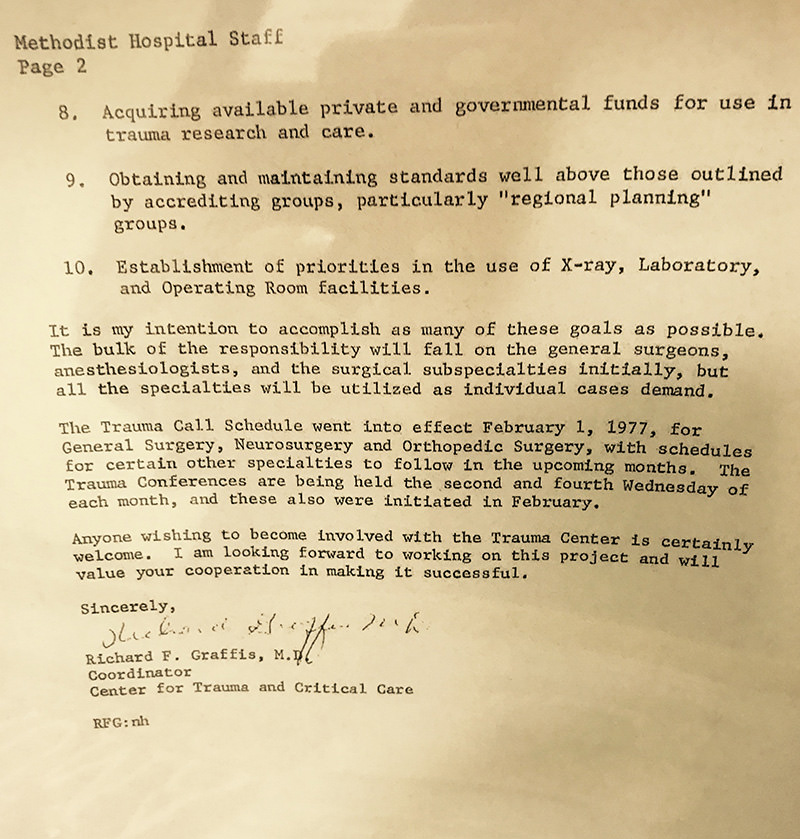 Methodist Hospital Staff
Page 2
8. Acquiring available private and governmental funds for use in
trauma research and care.
9. Obtaining and maintaining standards well above those outlined
by accrediting groups, particularly "regional planning"
groups.
10. Establishment of priorities in the use of X-ray, Laboratory,
and Operating Room facilities.
It is my intention to accomplish as many of these goals as possible.
The bulk of the responsibility will fall on the general surgeons,
anesthesiologists, and the surgical subspecialties initially, but
all the specialties will be utilized as individual cases demand.
The Trauma Call Schedule went into effect February 1, 1977, for
General Surgery, Neurosurgery and Orthopedic Surgery, with schedules
for certain other specialties to follow in the upcoming months. The
Trauma Conferences are being held the second and fourth Wednesday of
each month, and these also were initiated in February.
Anyone wishing to become involved with the Trauma Center is certainly
welcome. I am looking forward to working on this project and will
value your cooperation in making it successful.
Sincerely,
Richard F. Graffis, M.D.
Coordinator
Center for Trauma and Critical Care
RFG:nh